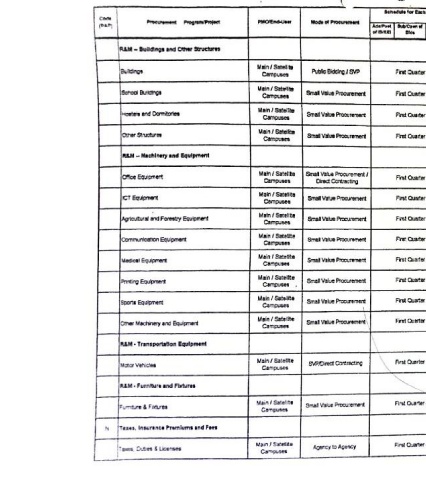 Schedule for Each
Code (PAP) Procurement Program/Project PMO/End-User Mode of Procurement Ads/Post of IB/REI Sub/Open of Bids
R&M – Buildings and Other Structures
Buildings Main / Satellite Campuses Public Bidding / SVP First Quarter
School Buildings Main / Satellite Campuses Small Value Procurement First Quarter
Hostels and Dormitories Main / Satellite Campuses Small Value Procurement First Quarter
Other Structures Main / Satellite Campuses Small Value Procurement First Quarter
R&M – Machinery and Equipment
Office Equipment Main / Satellite Campuses Small Value Procurement / Direct Contracting First Quarter
ICT Equipment Main / Satellite Campuses Small Value Procurement First Quarter
Agricultural and Forestry Equipment Main / Satellite Campuses Small Value Procurement First Quarter
Communication Equipment Main / Satellite Campuses Small Value Procurement First Quarter
Medical Equipment Main / Satellite Campuses Small Value Procurement First Quarter
Printing Equipment Main / Satellite Campuses Small Value Procurement First Quarter
Sports Equipment Main / Satellite Campuses Small Value Procurement First Quarter
Other Machinery and Equipment Main / Satellite Campuses Small Value Procurement First Quarter
R&M - Transportation Equipment
Motor Vehicles Main / Satellite Campuses SVP/Direct Contracting First Quarter
R&M - Furniture and Fixtures
Furniture & Fixtures Main / Satellite Campuses Small Value Procurement First Quarter
Taxes, Insurance Premiums and Fees
Taxes, Duties & Licenses Main / Satellite Campuses Agency to Agency First Quarter